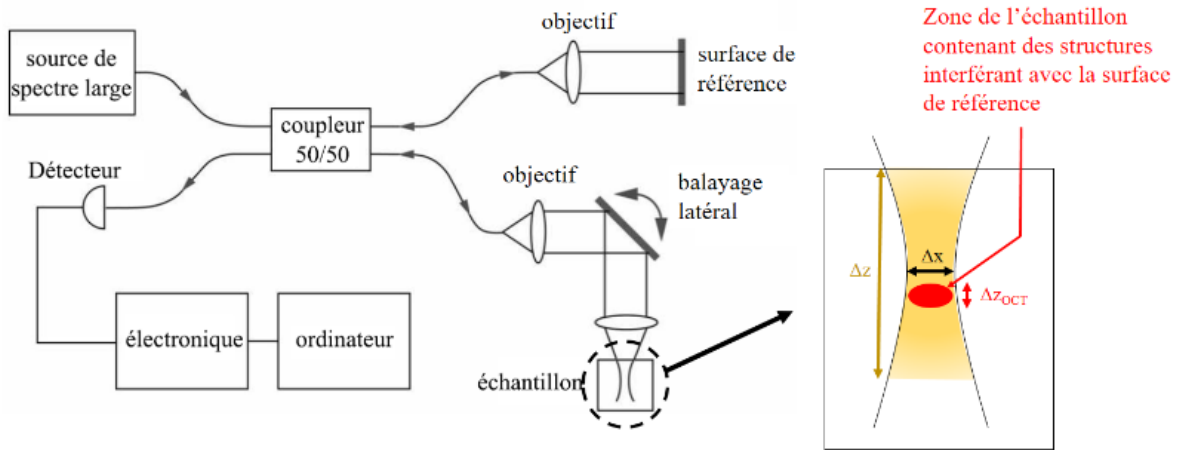 source de
spectre large
coupleur
50/50
Détecteur
électronique
ordinateur
objectif
surface de
référence
objectif
balayage
latéral
échantillon
Zone de l'échantillon
contenant des structures
interférant avec la surface
de référence
Δx
Δz
Δz_OCT